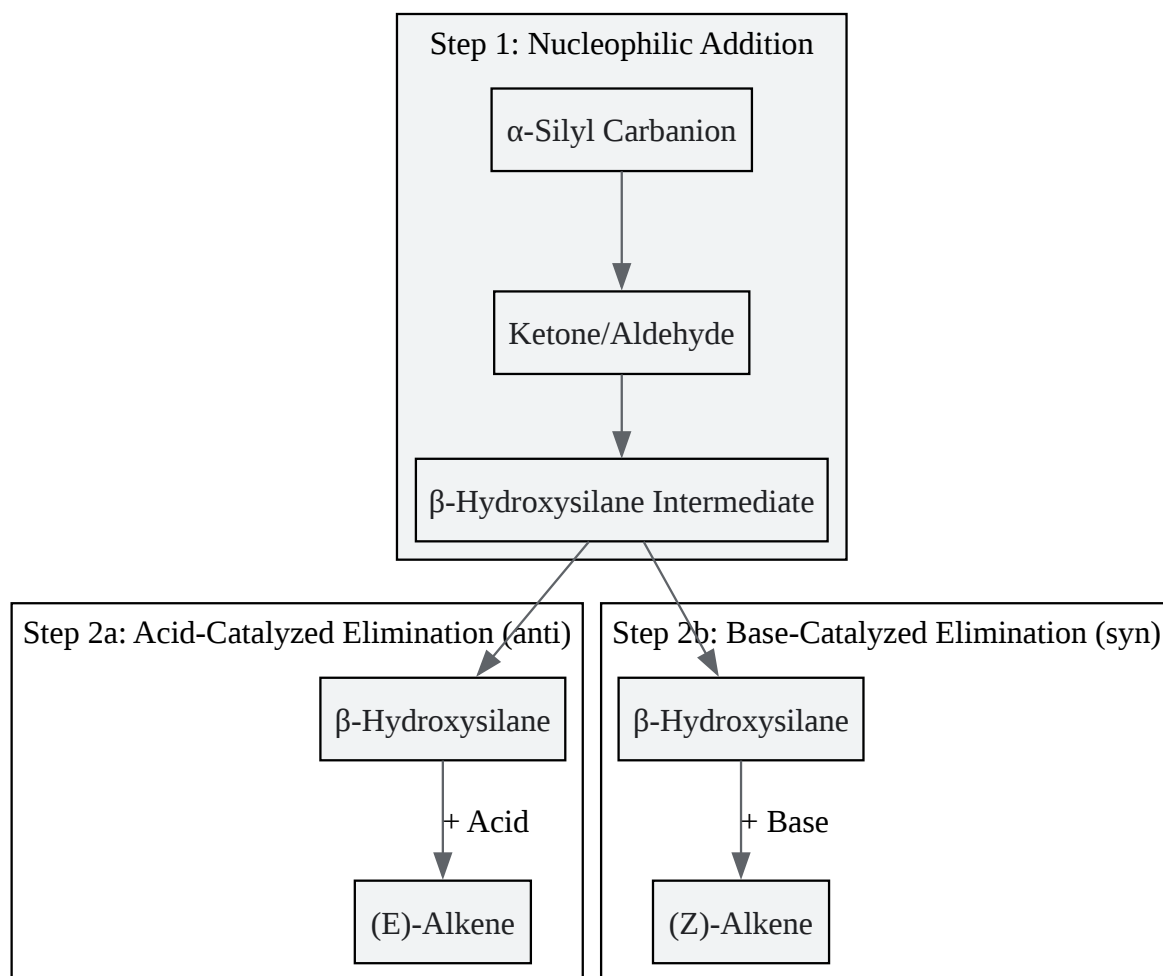 Step 1: Nucleophilic Addition
α-Silyl Carbanion
Ketone/Aldehyde
β-Hydroxysilane Intermediate
Step 2a: Acid-Catalyzed Elimination (anti)
β-Hydroxysilane
+ Acid
(E)-Alkene
Step 2b: Base-Catalyzed Elimination (syn)
β-Hydroxysilane
+ Base
(Z)-Alkene